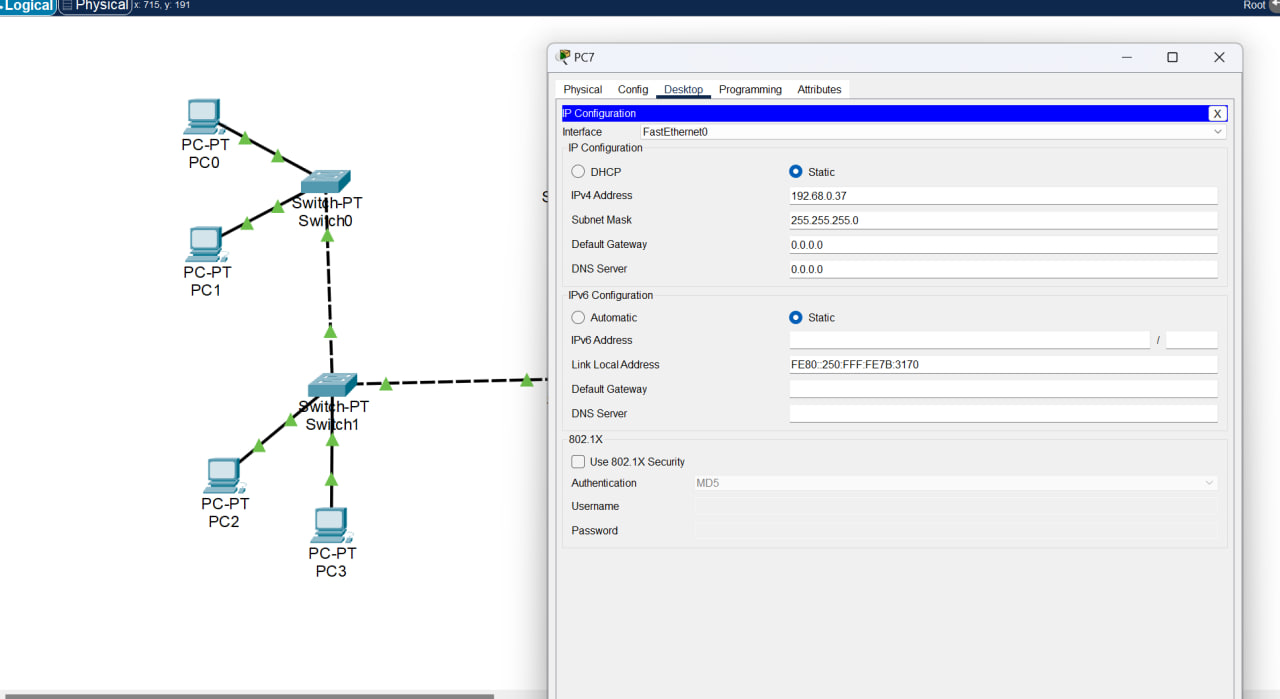 Logical Physical x: 715, y: 191 Root
PC-PT
PC0
Switch-PT
Switch0
PC-PT
PC1
Switch-PT
Switch1
PC-PT
PC2
PC-PT
PC3
S
PC7
Physical Config Desktop Programming Attributes
IP Configuration X
Interface FastEthernet0
IP Configuration
DHCP Static
IPv4 Address 192.68.0.37
Subnet Mask 255.255.255.0
Default Gateway 0.0.0.0
DNS Server 0.0.0.0
IPv6 Configuration
Automatic Static
IPv6 Address /
Link Local Address FE80::250:FFF:FE7B:3170
Default Gateway
DNS Server
802.1X
Use 802.1X Security
Authentication MD5
Username
Password